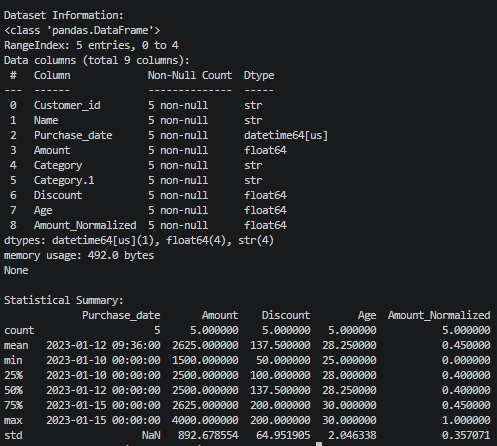 Dataset Information:
<class 'pandas.DataFrame'>
RangeIndex: 5 entries, 0 to 4
Data columns (total 9 columns):
 #   Column             Non-Null Count  Dtype
---  ------             --------------  -----
 0   Customer_id        5 non-null      str
 1   Name               5 non-null      str
 2   Purchase_date      5 non-null      datetime64[us]
 3   Amount             5 non-null      float64
 4   Category           5 non-null      str
 5   Category.1         5 non-null      str
 6   Discount           5 non-null      float64
 7   Age                5 non-null      float64
 8   Amount_Normalized  5 non-null      float64
dtypes: datetime64[us](1), float64(4), str(4)
memory usage: 492.0 bytes
None

Statistical Summary:
             Purchase_date       Amount    Discount        Age  Amount_Normalized
count                    5     5.000000    5.000000   5.000000           5.000000
mean   2023-01-12 09:36:00  2625.000000  137.500000  28.250000           0.450000
min    2023-01-10 00:00:00  1500.000000   50.000000  25.000000           0.000000
25%    2023-01-10 00:00:00  2500.000000  100.000000  28.000000           0.400000
50%    2023-01-12 00:00:00  2500.000000  137.500000  28.250000           0.400000
75%    2023-01-15 00:00:00  2625.000000  200.000000  30.000000           0.450000
max    2023-01-15 00:00:00  4000.000000  200.000000  30.000000           1.000000
std                    NaN   892.678554   64.951905   2.046338           0.357071